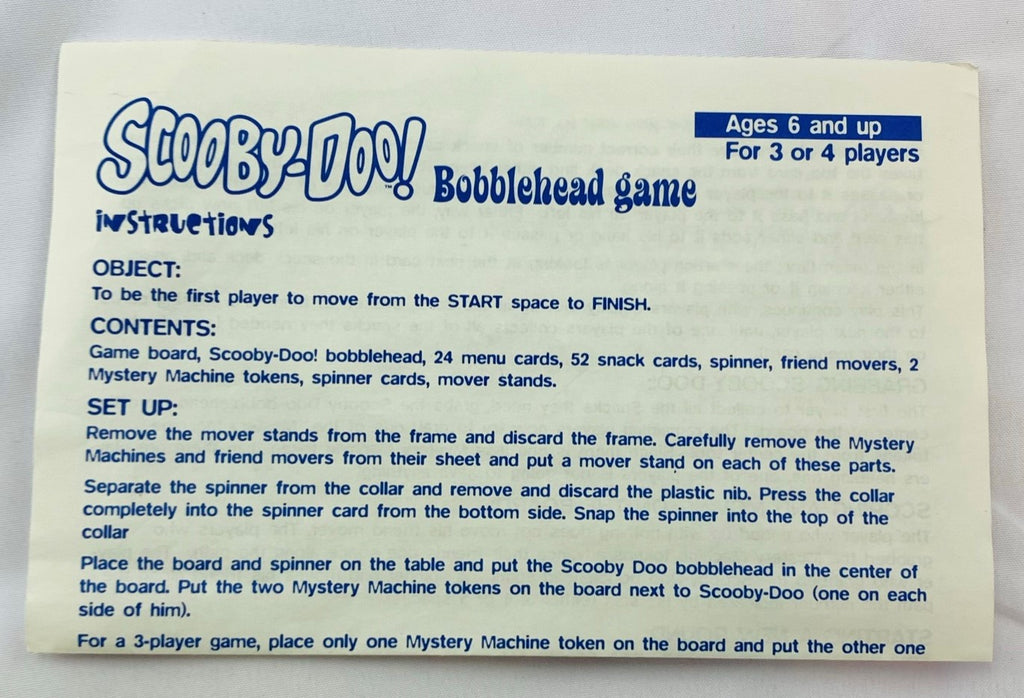 SCOOBY-DOO!™ Bobblehead game
Ages 6 and up
For 3 or 4 players
INSTRUCTIONS
OBJECT:
To be the first player to move from the START space to FINISH.
CONTENTS:
Game board, Scooby-Doo! bobblehead, 24 menu cards, 52 snack cards, spinner, friend movers, 2
Mystery Machine tokens, spinner cards, mover stands.
SET UP:
Remove the mover stands from the frame and discard the frame. Carefully remove the Mystery
Machines and friend movers from their sheet and put a mover stand on each of these parts.
Separate the spinner from the collar and remove and discard the plastic nib. Press the collar
completely into the spinner card from the bottom side. Snap the spinner into the top of the
collar
Place the board and spinner on the table and put the Scooby Doo bobblehead in the center of
the board. Put the two Mystery Machine tokens on the board next to Scooby-Doo (one on each
side of him).
For a 3-player game, place only one Mystery Machine token on the board and put the other one